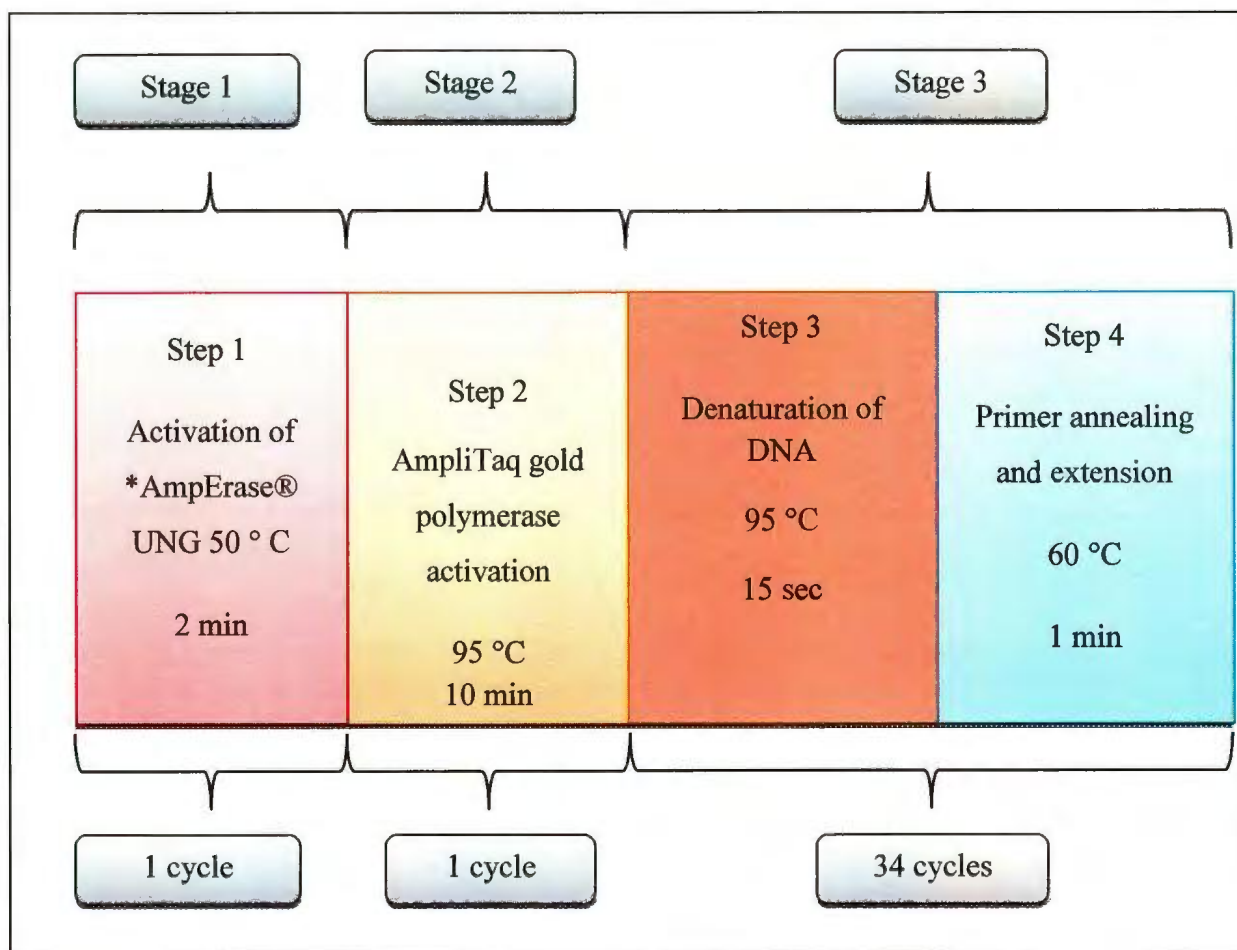 Stage 1
Stage 2
Stage 3
Step 1
Activation of
*AmpErase®
UNG 50 ° C
2 min
Step 2
AmpliTaq gold
polymerase
activation
95 °C
10 min
Step 3
Denaturation of
DNA
95 °C
15 sec
Step 4
Primer annealing
and extension
60 °C
1 min
1 cycle
1 cycle
34 cycles